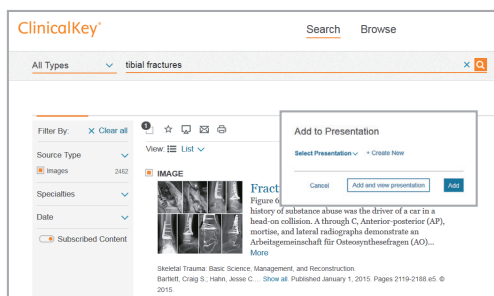 ClinicalKey®
Search Browse
All Types
tibial fractures
Filter By: × Clear all
1
View: List
Source Type
Images 2462
Specialties
Date
Subscribed Content
IMAGE
Fract
Figure 6
history of substance abuse was the driver of a car in a
head-on collision. A through C, Anterior-posterior (AP),
mortise, and lateral radiographs demonstrate an
Arbeitsgemeinschaft für Osteosynthesefragen (AO)...
More
Skeletal Trauma: Basic Science, Management, and Reconstruction.
Bartlett, Craig S.; Hahn, Jesse C.... Show all. Published January 1, 2015. Pages 2119-2188.e5. ©
2015.
Add to Presentation
Select Presentation + Create New
Cancel Add and view presentation Add